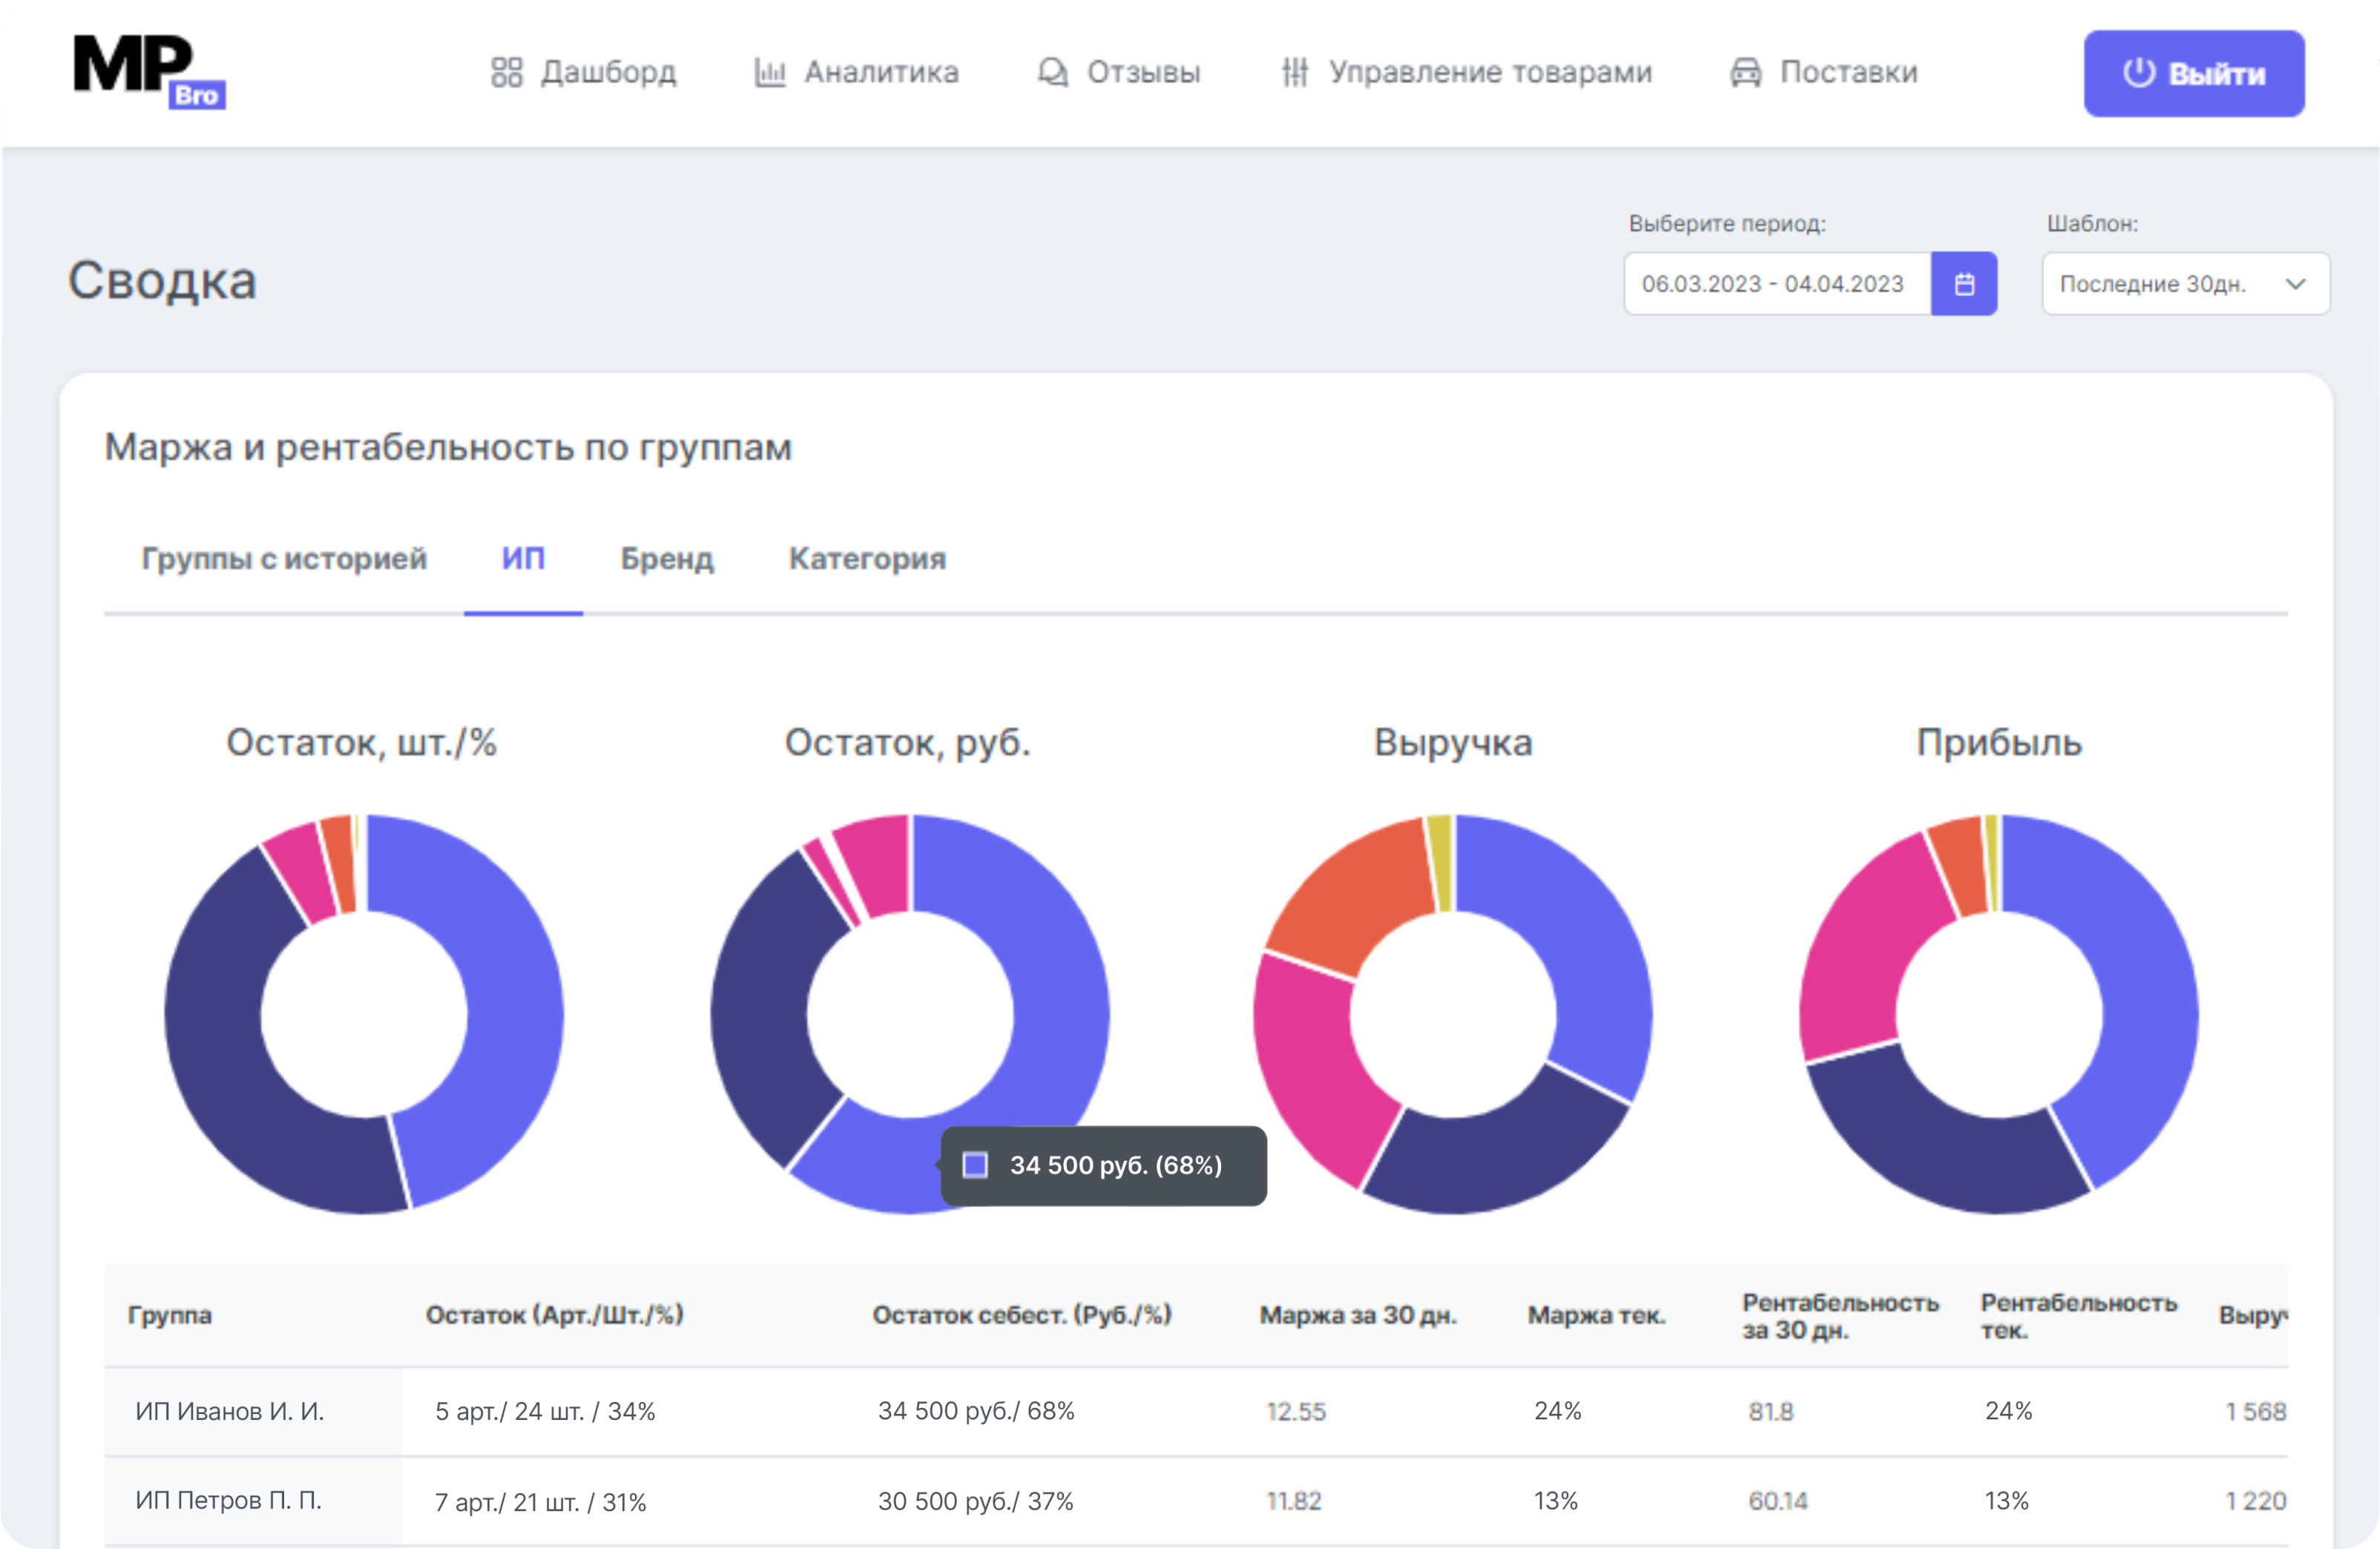 MP Bro
Дашборд Аналитика Отзывы Управление товарами Поставки Выйти
Выберите период: Шаблон:
Сводка
06.03.2023 - 04.04.2023 Последние 30дн.
Маржа и рентабельность по группам
Группы с историей ИП Бренд Категория
Остаток, шт./% Остаток, руб. Выручка Прибыль
34 500 руб. (68%)
Группа Остаток (Арт./Шт./%) Остаток себест. (Руб./%) Маржа за 30 дн. Маржа тек. Рентабельность за 30 дн. Рентабельность тек. Выруч
ИП Иванов И. И. 5 арт./ 24 шт. / 34% 34 500 руб./ 68% 12.55 24% 81.8 24% 1 568
ИП Петров П. П. 7 арт./ 21 шт. / 31% 30 500 руб./ 37% 11.82 13% 60.14 13% 1 220